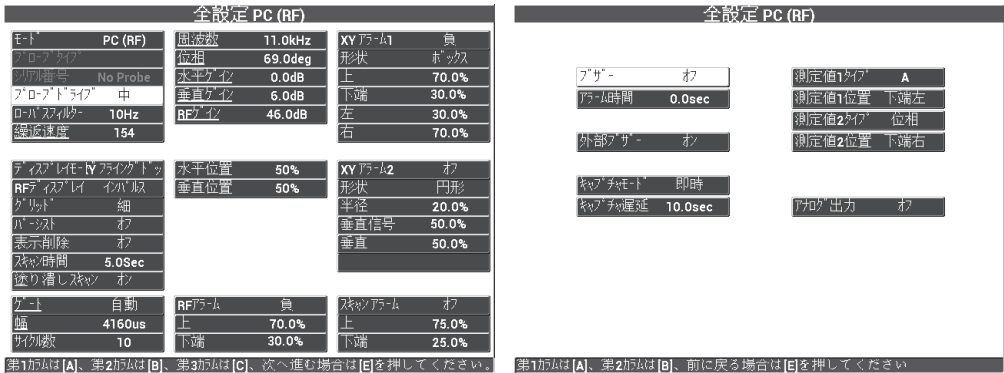 全設定 PC (RF)
ﾓｰﾄﾞ PC (RF)
ﾌﾟﾛｰﾌﾞﾀｲﾌﾟ
ｼﾘｱﾙ番号 No Probe
ﾌﾟﾛｰﾌﾞﾄﾞﾗｲﾌﾞ 中
ﾛｰﾊﾟｽﾌｨﾙﾀｰ 10Hz
繰返速度 154
周波数 11.0kHz
位相 69.0deg
水平ｹﾞｲﾝ 0.0dB
垂直ｹﾞｲﾝ 6.0dB
RFｹﾞｲﾝ 46.0dB
XY ｱﾗｰﾑ1 負
形状 ﾎﾞｯｸｽ
上 70.0%
下端 30.0%
左 30.0%
右 70.0%
ﾃﾞｨｽﾌﾟﾚｲﾓｰﾄﾞ XY ﾌﾗｲﾝｸﾞﾄﾞｯ
RFﾃﾞｨｽﾌﾟﾚｲ ｲﾝﾊﾟﾙｽ
ｸﾞﾘｯﾄﾞ 細
ﾊﾟｰｼｽﾄ ｵﾌ
表示削除 ｵﾌ
ｽｷｬﾝ時間 5.0Sec
塗り潰しｽｷｬﾝ ｵﾝ
水平位置 50%
垂直位置 50%
XY ｱﾗｰﾑ2 ｵﾌ
形状 円形
半径 20.0%
垂直信号 50.0%
垂直 50.0%
ｹﾞｰﾄ 自動
幅 4160us
ｻｲｸﾙ数 10
RFｱﾗｰﾑ 負
上 70.0%
下端 30.0%
ｽｷｬﾝｱﾗｰﾑ ｵﾌ
上 75.0%
下端 25.0%
第1ｶﾗﾑは[A]、第2ｶﾗﾑは[B]、第3ｶﾗﾑは[C]、次へ進む場合は[E]を押してください。
全設定 PC (RF)
ﾌﾞｻﾞｰ ｵﾌ
ｱﾗｰﾑ時間 0.0sec
外部ﾌﾞｻﾞｰ ｵﾝ
ｷｬﾌﾟﾁｬﾓｰﾄﾞ 即時
ｷｬﾌﾟﾁｬ遅延 10.0sec
測定値1ﾀｲﾌﾟ A
測定値1位置 下端左
測定値2ﾀｲﾌﾟ 位相
測定値2位置 下端右
ｱﾅﾛｸﾞ出力 ｵﾌ
第1ｶﾗﾑは[A]、第2ｶﾗﾑは[B]、前に戻る場合は[E]を押してください